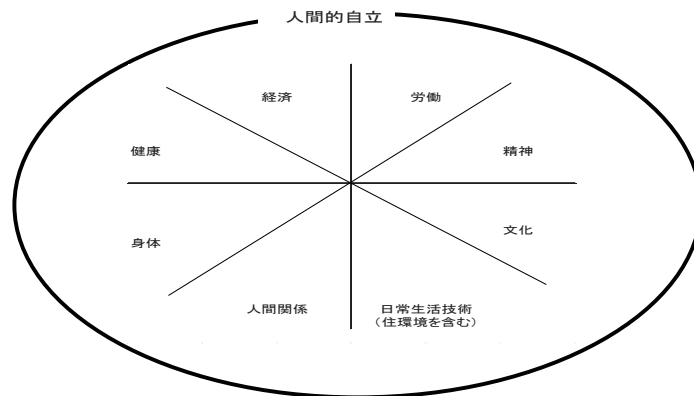 人間的自立
経済
労働
健康
精神
身体
文化
人間関係
日常生活技術
（住環境を含む）